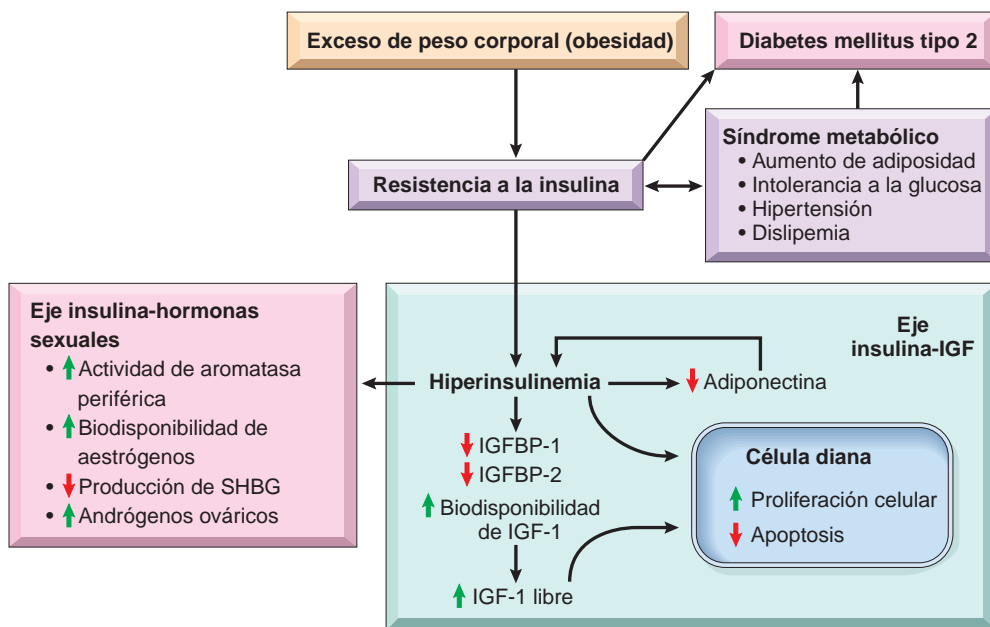 Exceso de peso corporal (obesidad)
Diabetes mellitus tipo 2
Síndrome metabólico
• Aumento de adiposidad
• Intolerancia a la glucosa
• Hipertensión
• Dislipemia
Resistencia a la insulina
Eje insulina-hormonas
sexuales
• Actividad de aromatasa
periférica
• Biodisponibilidad de
aestrógenos
• Producción de SHBG
• Andrógenos ováricos
Eje
insulina-IGF
Hiperinsulinemia
Adiponectina
IGFBP-1
IGFBP-2
Biodisponibilidad
de IGF-1
IGF-1 libre
Célula diana
Proliferación celular
Apoptosis